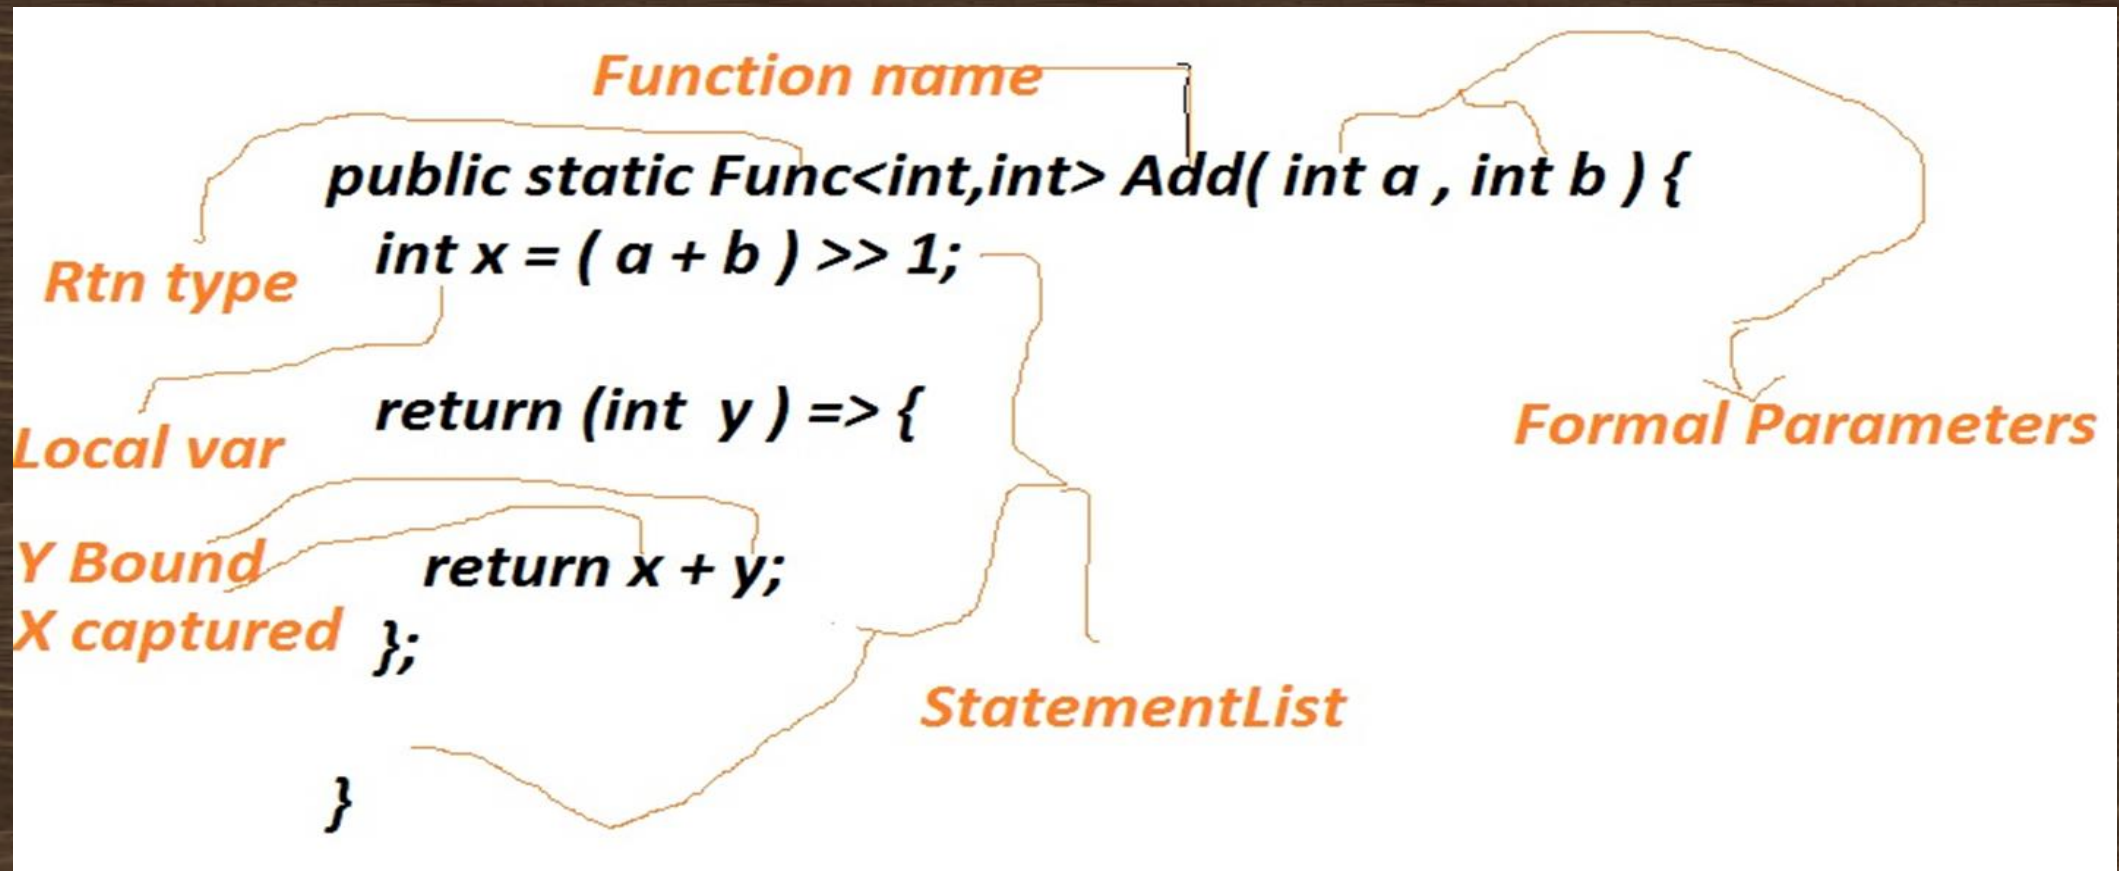 Function name
public static Func<int,int> Add( int a , int b ) {
int x = ( a + b ) >> 1;
Rtn type
return (int y ) => {
Formal Parameters
Local var
Y Bound
return x + y;
X captured
};
StatementList
}